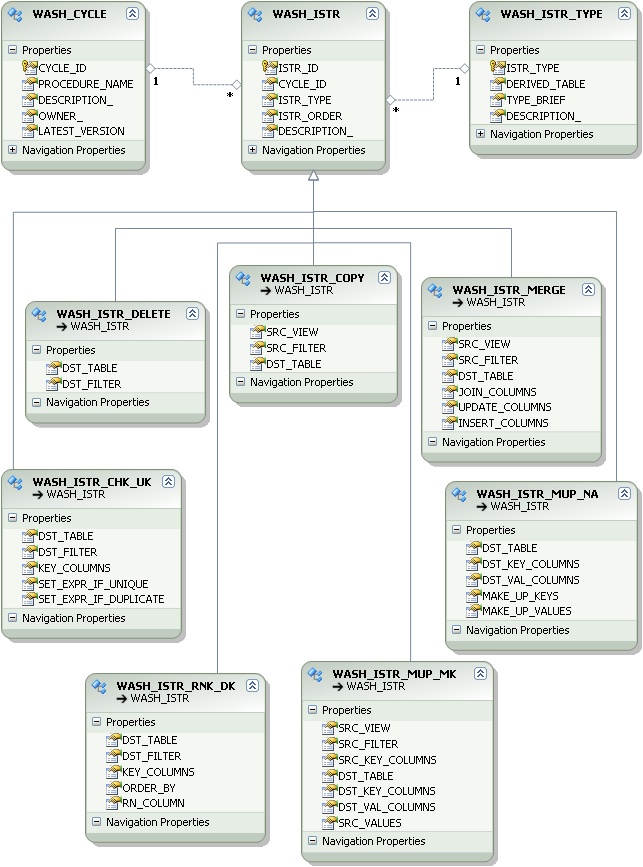 WASH_CYCLE
Properties
CYCLE_ID
PROCEDURE_NAME
DESCRIPTION_
OWNER_
LATEST_VERSION
Navigation Properties
1
*
WASH_ISTR
Properties
ISTR_ID
CYCLE_ID
ISTR_TYPE
ISTR_ORDER
DESCRIPTION_
Navigation Properties
*
1
WASH_ISTR_TYPE
Properties
ISTR_TYPE
DERIVED_TABLE
TYPE_BRIEF
DESCRIPTION_
Navigation Properties
WASH_ISTR_DELETE
WASH_ISTR
Properties
DST_TABLE
DST_FILTER
Navigation Properties
WASH_ISTR_COPY
WASH_ISTR
Properties
SRC_VIEW
SRC_FILTER
DST_TABLE
Navigation Properties
WASH_ISTR_MERGE
WASH_ISTR
Properties
SRC_VIEW
SRC_FILTER
DST_TABLE
JOIN_COLUMNS
UPDATE_COLUMNS
INSERT_COLUMNS
Navigation Properties
WASH_ISTR_CHK_UK
WASH_ISTR
Properties
DST_TABLE
DST_FILTER
KEY_COLUMNS
SET_EXPR_IF_UNIQUE
SET_EXPR_IF_DUPLICATE
Navigation Properties
WASH_ISTR_MUP_NA
WASH_ISTR
Properties
DST_TABLE
DST_KEY_COLUMNS
DST_VAL_COLUMNS
MAKE_UP_KEYS
MAKE_UP_VALUES
Navigation Properties
WASH_ISTR_RNK_DK
WASH_ISTR
Properties
DST_TABLE
DST_FILTER
KEY_COLUMNS
ORDER_BY
RN_COLUMN
Navigation Properties
WASH_ISTR_MUP_MK
WASH_ISTR
Properties
SRC_VIEW
SRC_FILTER
SRC_KEY_COLUMNS
DST_TABLE
DST_KEY_COLUMNS
DST_VAL_COLUMNS
SRC_VALUES
Navigation Properties